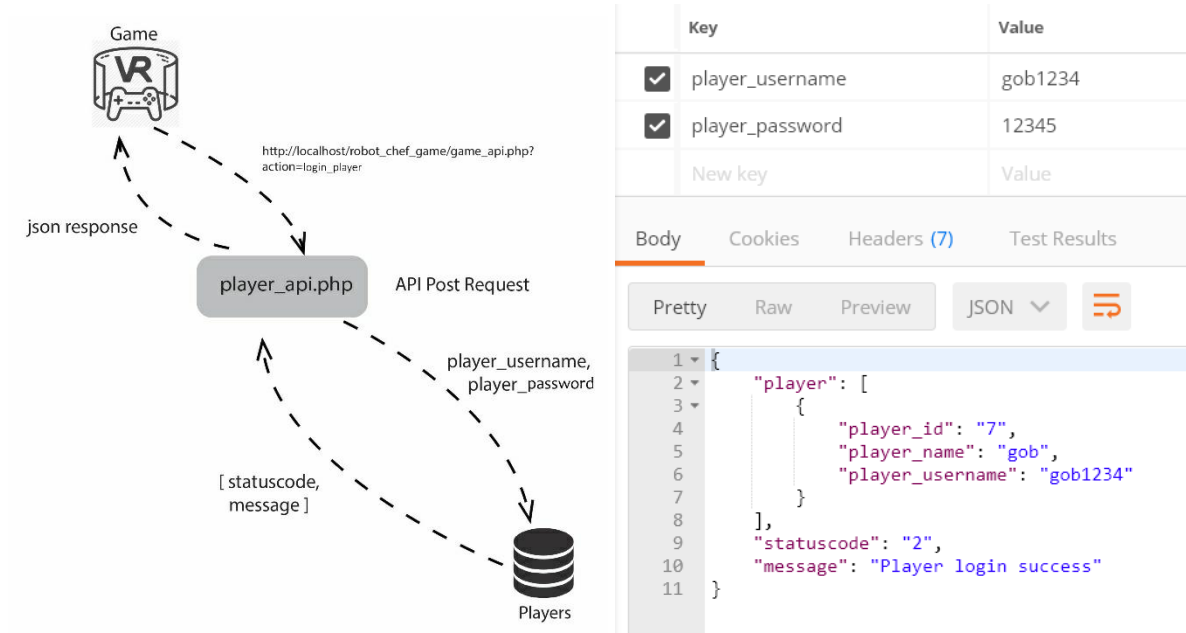 Game
VR
http://localhost/robot_chef_game/game_api.php?
action=login_player
json response
player_api.php
API Post Request
player_username,
player_password
[ statuscode,
message ]
Players
Key Value
player_username gob1234
player_password 12345
New key Value
Body Cookies Headers (7) Test Results
Pretty Raw Preview JSON
1 {
2 "player": [
3 {
4 "player_id": "7",
5 "player_name": "gob",
6 "player_username": "gob1234"
7 }
8 ],
9 "statuscode": "2",
10 "message": "Player login success"
11 }